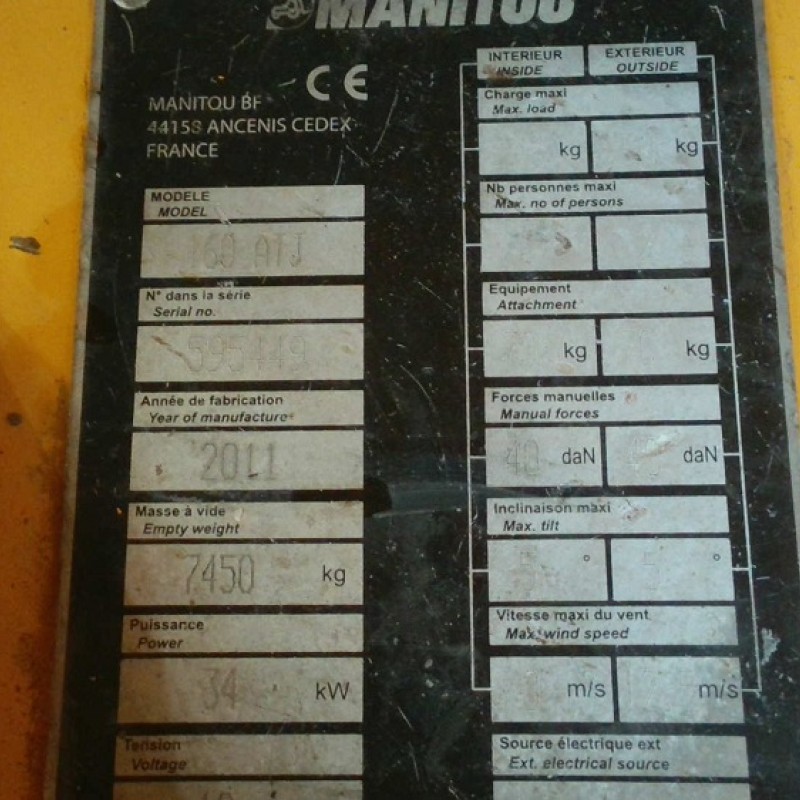 MANITOU
CE
MANITOU BF
44158 ANCENIS CEDEX
FRANCE
MODELE
MODEL
160 ATJ
N° dans la série
Serial no.
595449
Année de fabrication
Year of manufacture
2011
Masse à vide
Empty weight
7450 kg
Puissance
Power
34 kW
Tension
Voltage
INTERIEUR
INSIDE
EXTERIEUR
OUTSIDE
Charge maxi
Max. load
kg kg
Nb personnes maxi
Max. no of persons
Equipement
Attachment
kg kg
Forces manuelles
Manual forces
40 daN daN
Inclinaison maxi
Max. tilt
5 ° 5 °
Vitesse maxi du vent
Max. wind speed
m/s m/s
Source électrique ext
Ext. electrical source